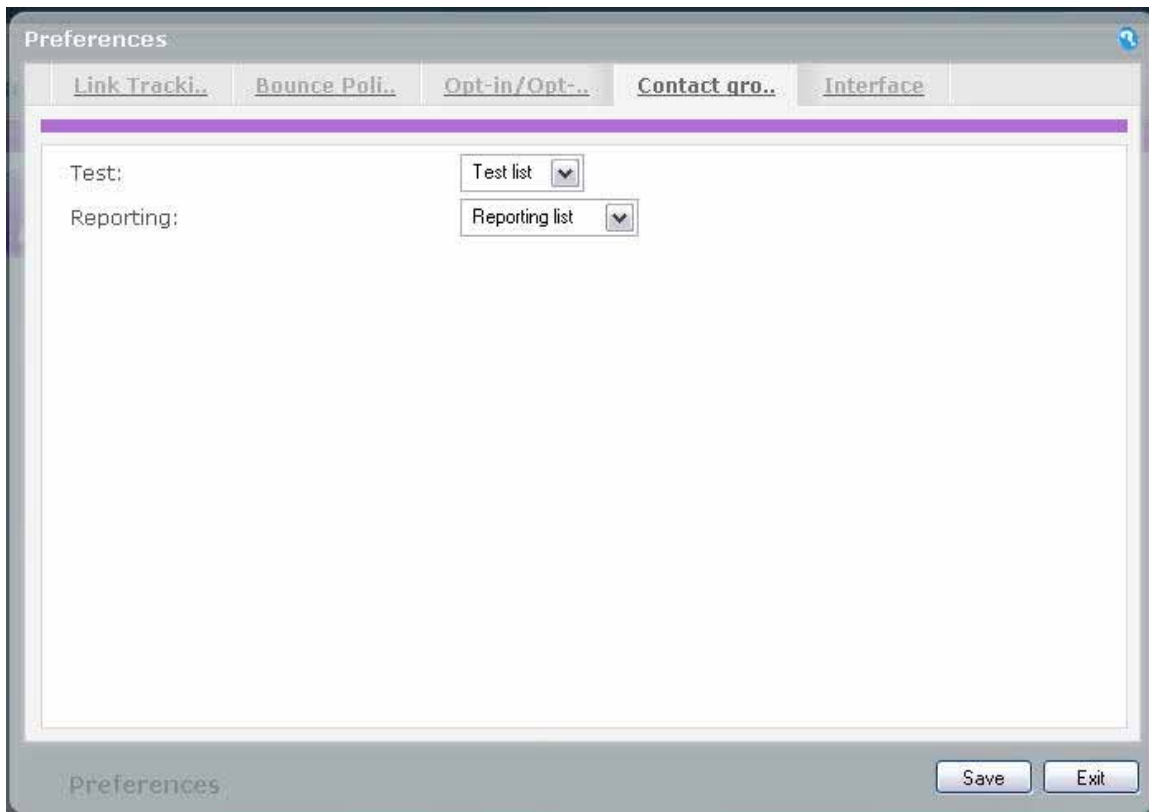 Preferences
Link Tracki.. Bounce Poli.. Opt-in/Opt-.. Contact gro.. Interface
Test: Test list
Reporting: Reporting list
Preferences Save Exit